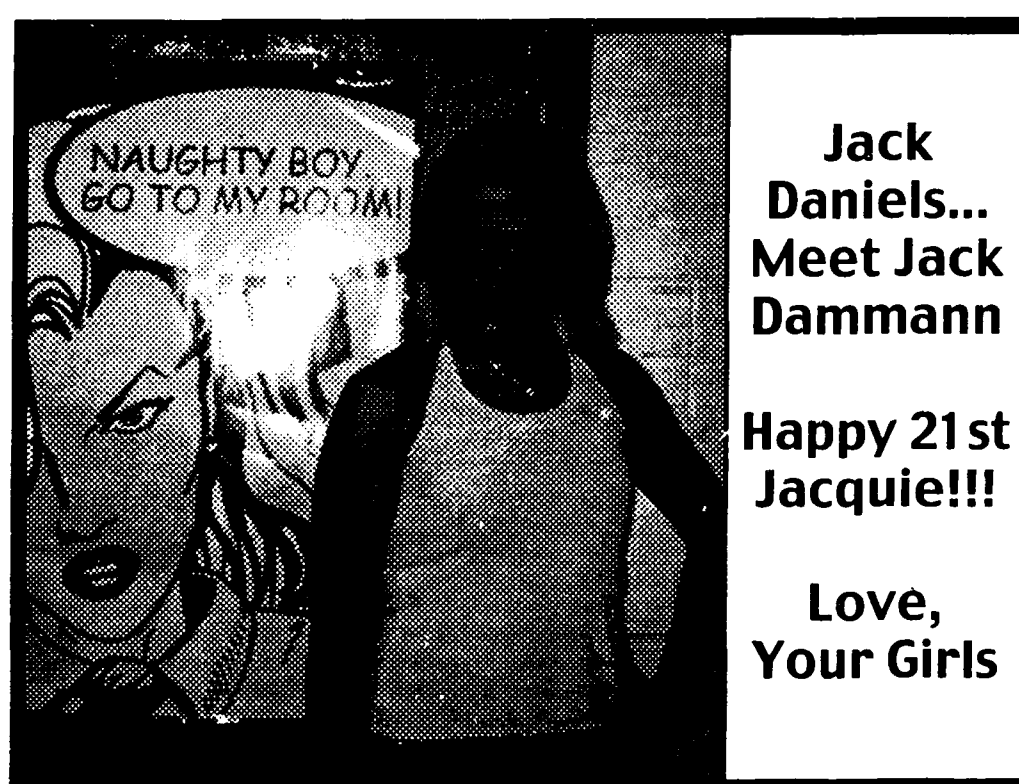 NAUGHTY BOY,
GO TO MY ROOM!
Jack
Daniels...
Meet Jack
Dammann
Happy 21st
Jacquie!!!
Love,
Your Girls